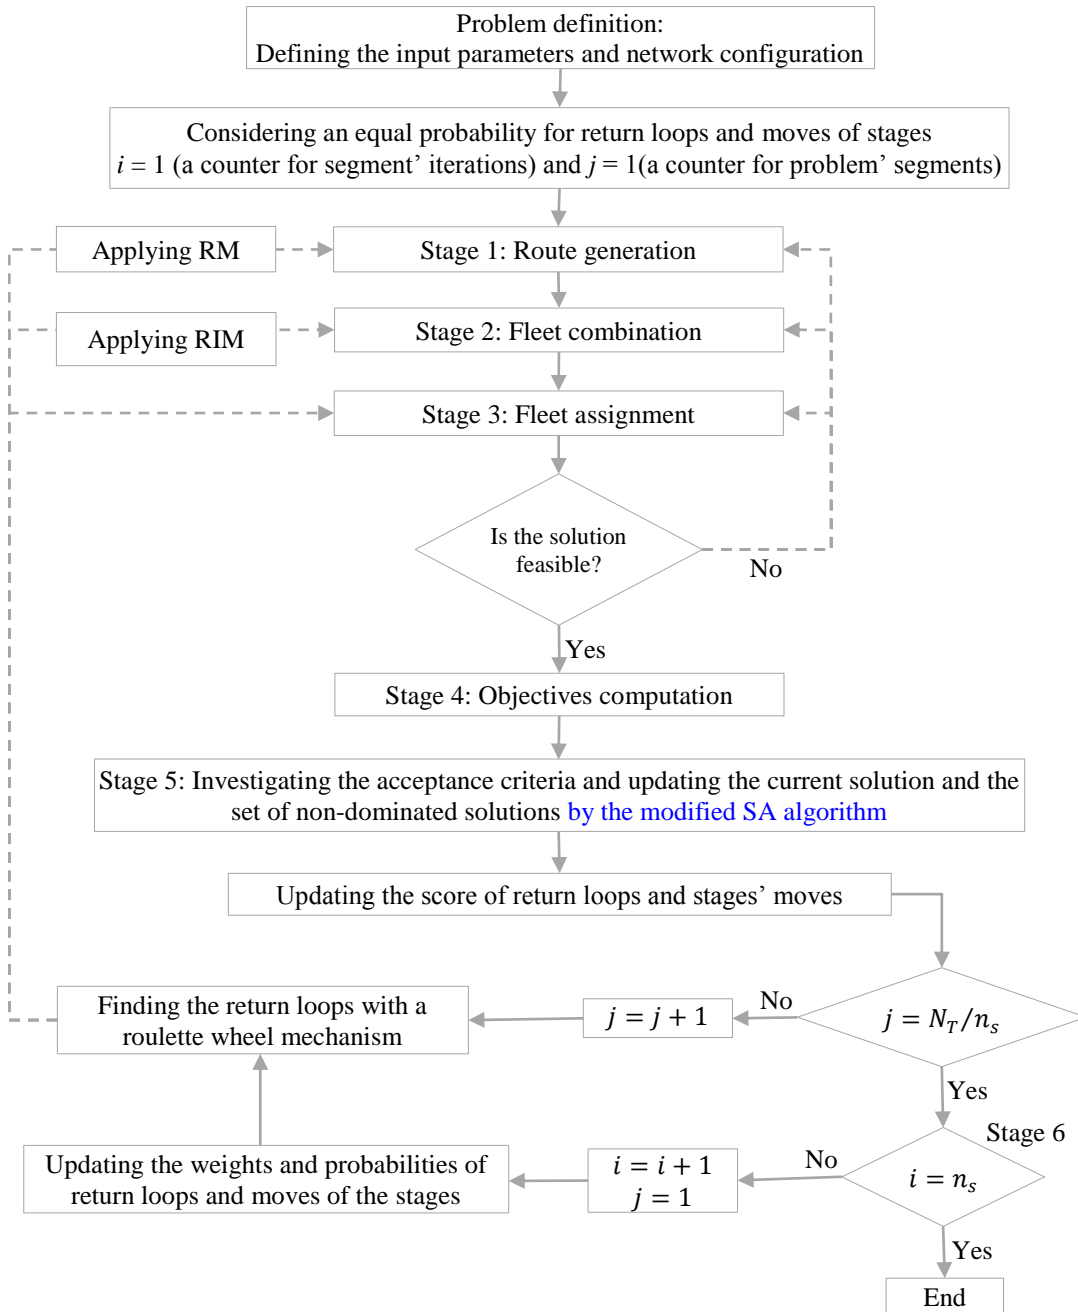 Problem definition:
Defining the input parameters and network configuration
Considering an equal probability for return loops and moves of stages
i = 1 (a counter for segment' iterations) and j = 1(a counter for problem' segments)
Applying RM
Stage 1: Route generation
Applying RIM
Stage 2: Fleet combination
Stage 3: Fleet assignment
Is the solution
feasible?
No
Yes
Stage 4: Objectives computation
Stage 5: Investigating the acceptance criteria and updating the current solution and the
set of non-dominated solutions by the modified SA algorithm
Updating the score of return loops and stages' moves
Finding the return loops with a
roulette wheel mechanism
j = j + 1
No
j = N_T/n_s
Yes
Stage 6
Updating the weights and probabilities of
return loops and moves of the stages
i = i + 1
j = 1
No
i = n_s
Yes
End